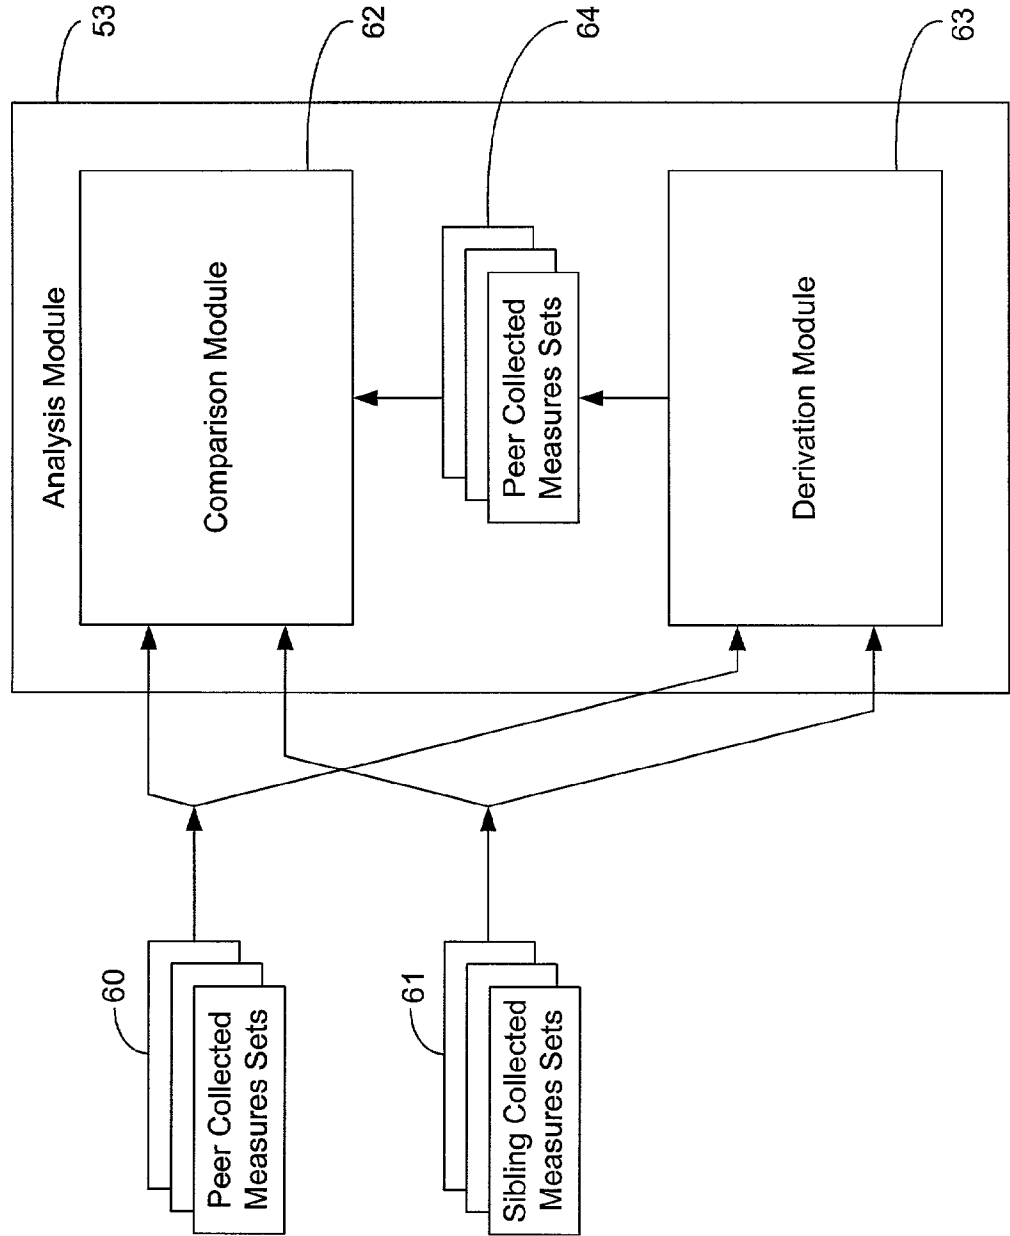 53
62
64
63
Analysis Module
Comparison Module
Peer Collected
Measures Sets
Derivation Module
60
Peer Collected
Measures Sets
61
Sibling Collected
Measures Sets